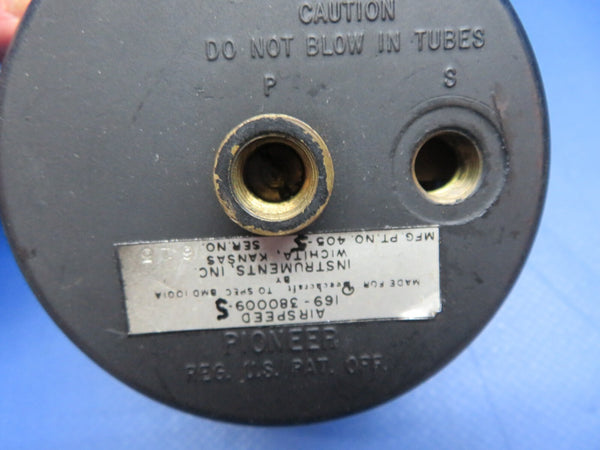 CAUTION
DO NOT BLOW IN TUBES
P S
AIRSPEED
169-380009-5
MADE FOR Beechcraft TO SPEC BMD 1001A
BY
INSTRUMENTS, INC.
WICHITA, KANSAS
MFG. PT. NO. 405-5
SER. NO.
PIONEER
REG. U.S. PAT. OFF.